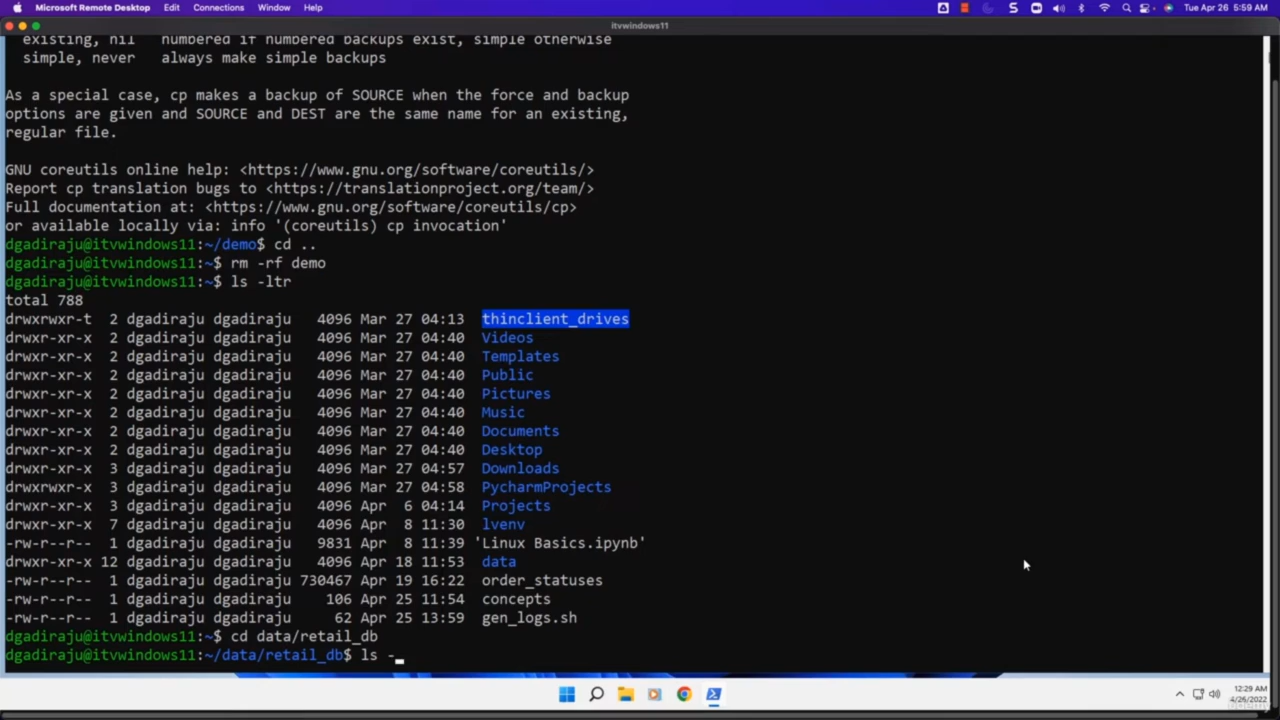 Microsoft Remote Desktop Edit Connections Window Help S Tue Apr 26 5:59 AM
itvwindows11
existing, nil numbered if numbered backups exist, simple otherwise
simple, never always make simple backups
As a special case, cp makes a backup of SOURCE when the force and backup
options are given and SOURCE and DEST are the same name for an existing,
regular file.
GNU coreutils online help: <https://www.gnu.org/software/coreutils/>
Report cp translation bugs to <https://translationproject.org/team/>
Full documentation at: <https://www.gnu.org/software/coreutils/cp>
or available locally via: info '(coreutils) cp invocation'
dgadiraju@itvwindows11:~/demo$ cd ..
dgadiraju@itvwindows11:~$ rm -rf demo
dgadiraju@itvwindows11:~$ ls -ltr
total 788
drwxrwxr-t 2 dgadiraju dgadiraju 4096 Mar 27 04:13 thinclient_drives
drwxr-xr-x 2 dgadiraju dgadiraju 4096 Mar 27 04:40 Videos
drwxr-xr-x 2 dgadiraju dgadiraju 4096 Mar 27 04:40 Templates
drwxr-xr-x 2 dgadiraju dgadiraju 4096 Mar 27 04:40 Public
drwxr-xr-x 2 dgadiraju dgadiraju 4096 Mar 27 04:40 Pictures
drwxr-xr-x 2 dgadiraju dgadiraju 4096 Mar 27 04:40 Music
drwxr-xr-x 2 dgadiraju dgadiraju 4096 Mar 27 04:40 Documents
drwxr-xr-x 2 dgadiraju dgadiraju 4096 Mar 27 04:40 Desktop
drwxr-xr-x 3 dgadiraju dgadiraju 4096 Mar 27 04:57 Downloads
drwxrwxr-x 3 dgadiraju dgadiraju 4096 Mar 27 04:58 PycharmProjects
drwxr-xr-x 3 dgadiraju dgadiraju 4096 Apr 6 04:14 Projects
drwxr-xr-x 7 dgadiraju dgadiraju 4096 Apr 8 11:30 lvenv
-rw-r--r-- 1 dgadiraju dgadiraju 9831 Apr 8 11:39 'Linux Basics.ipynb'
drwxr-xr-x 12 dgadiraju dgadiraju 4096 Apr 18 11:53 data
-rw-r--r-- 1 dgadiraju dgadiraju 730467 Apr 19 16:22 order_statuses
-rw-r--r-- 1 dgadiraju dgadiraju 106 Apr 25 11:54 concepts
-rw-r--r-- 1 dgadiraju dgadiraju 62 Apr 25 13:59 gen_logs.sh
dgadiraju@itvwindows11:~$ cd data/retail_db
dgadiraju@itvwindows11:~/data/retail_db$ ls -_
12:29 AM
4/26/2022